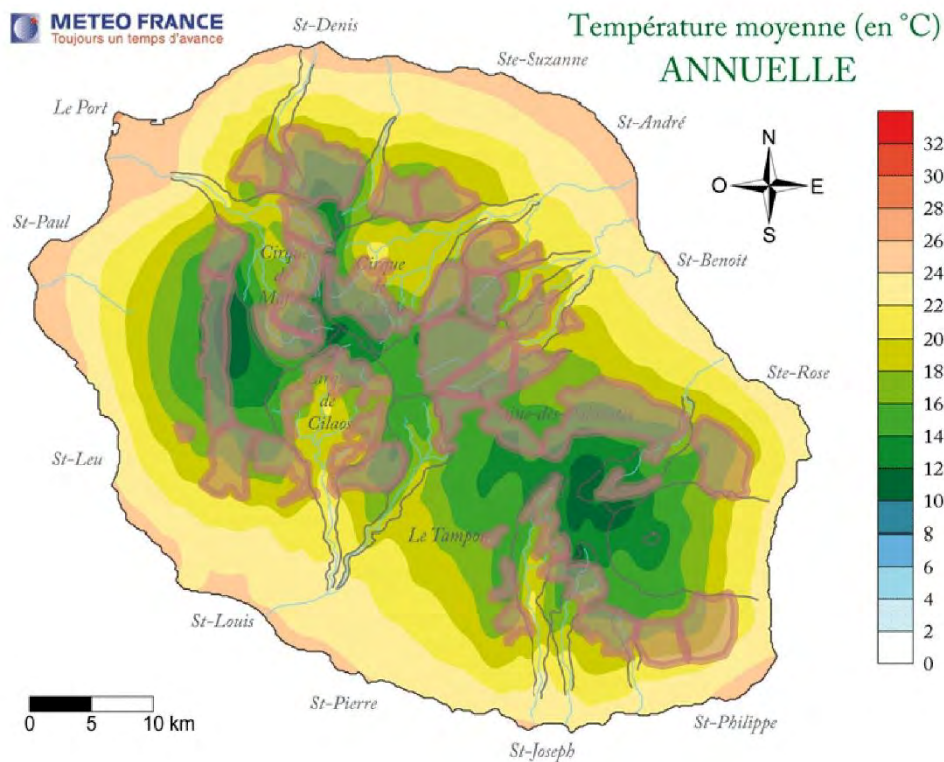 METEO FRANCE
Toujours un temps d'avance
Température moyenne (en °C)
ANNUELLE
St-Denis
Ste-Suzanne
Le Port
St-André
St-Paul
St-Benoit
Ste-Rose
St-Leu
Cirque
Cirque
de
Cilaos
Le Tampon
St-Louis
St-Pierre
St-Joseph
St-Philippe
N
O
E
S
32
30
28
26
24
22
20
18
16
14
12
10
8
6
4
2
0
0 5 10 km